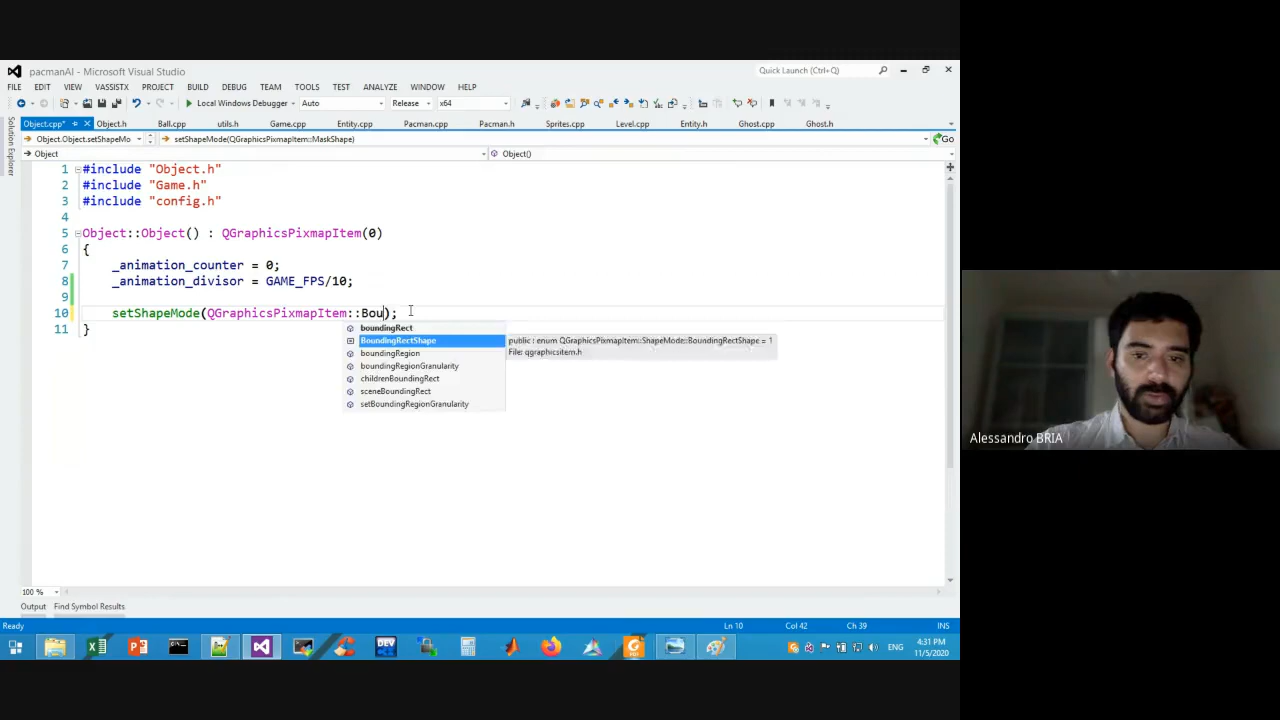 pacmanAI - Microsoft Visual Studio
Quick Launch (Ctrl+Q)
FILE EDIT VIEW VASSISTX PROJECT BUILD DEBUG TEAM TOOLS TEST ANALYZE WINDOW HELP
Local Windows Debugger Auto Release x64
Object.cpp* Object.h Ball.cpp utils.h Game.cpp Entity.cpp Pacman.cpp Pacman.h Sprites.cpp Level.cpp Entity.h Ghost.cpp Ghost.h
Object.Object.setShapeMo setShapeMode(QGraphicsPixmapItem::MaskShape) Go
Object Object()
Solution Explorer
1 #include "Object.h"
2 #include "Game.h"
3 #include "config.h"
4
5 Object::Object() : QGraphicsPixmapItem(0)
6 {
7 _animation_counter = 0;
8 _animation_divisor = GAME_FPS/10;
9
10 setShapeMode(QGraphicsPixmapItem::Bou);
11 }
boundingRect
BoundingRectShape
public : enum QGraphicsPixmapItem::ShapeMode::BoundingRectShape = 1
File: qgraphicsitem.h
boundingRegion
boundingRegionGranularity
childrenBoundingRect
sceneBoundingRect
setBoundingRegionGranularity
Alessandro BRIA
100 %
Output Find Symbol Results
Ready Ln 10 Col 42 Ch 39 INS
DEV
ENG
4:31 PM
11/5/2020